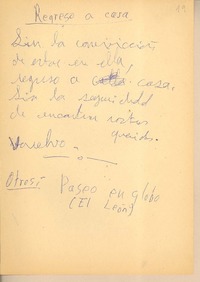 Regreso a casa
Sin la convicción
de estar en ella,
regreso a casa.
Sin la seguridad
de encontrar rostros
queridos.
Vuelvo.
Otrosí
Paseo en globo
(El León)